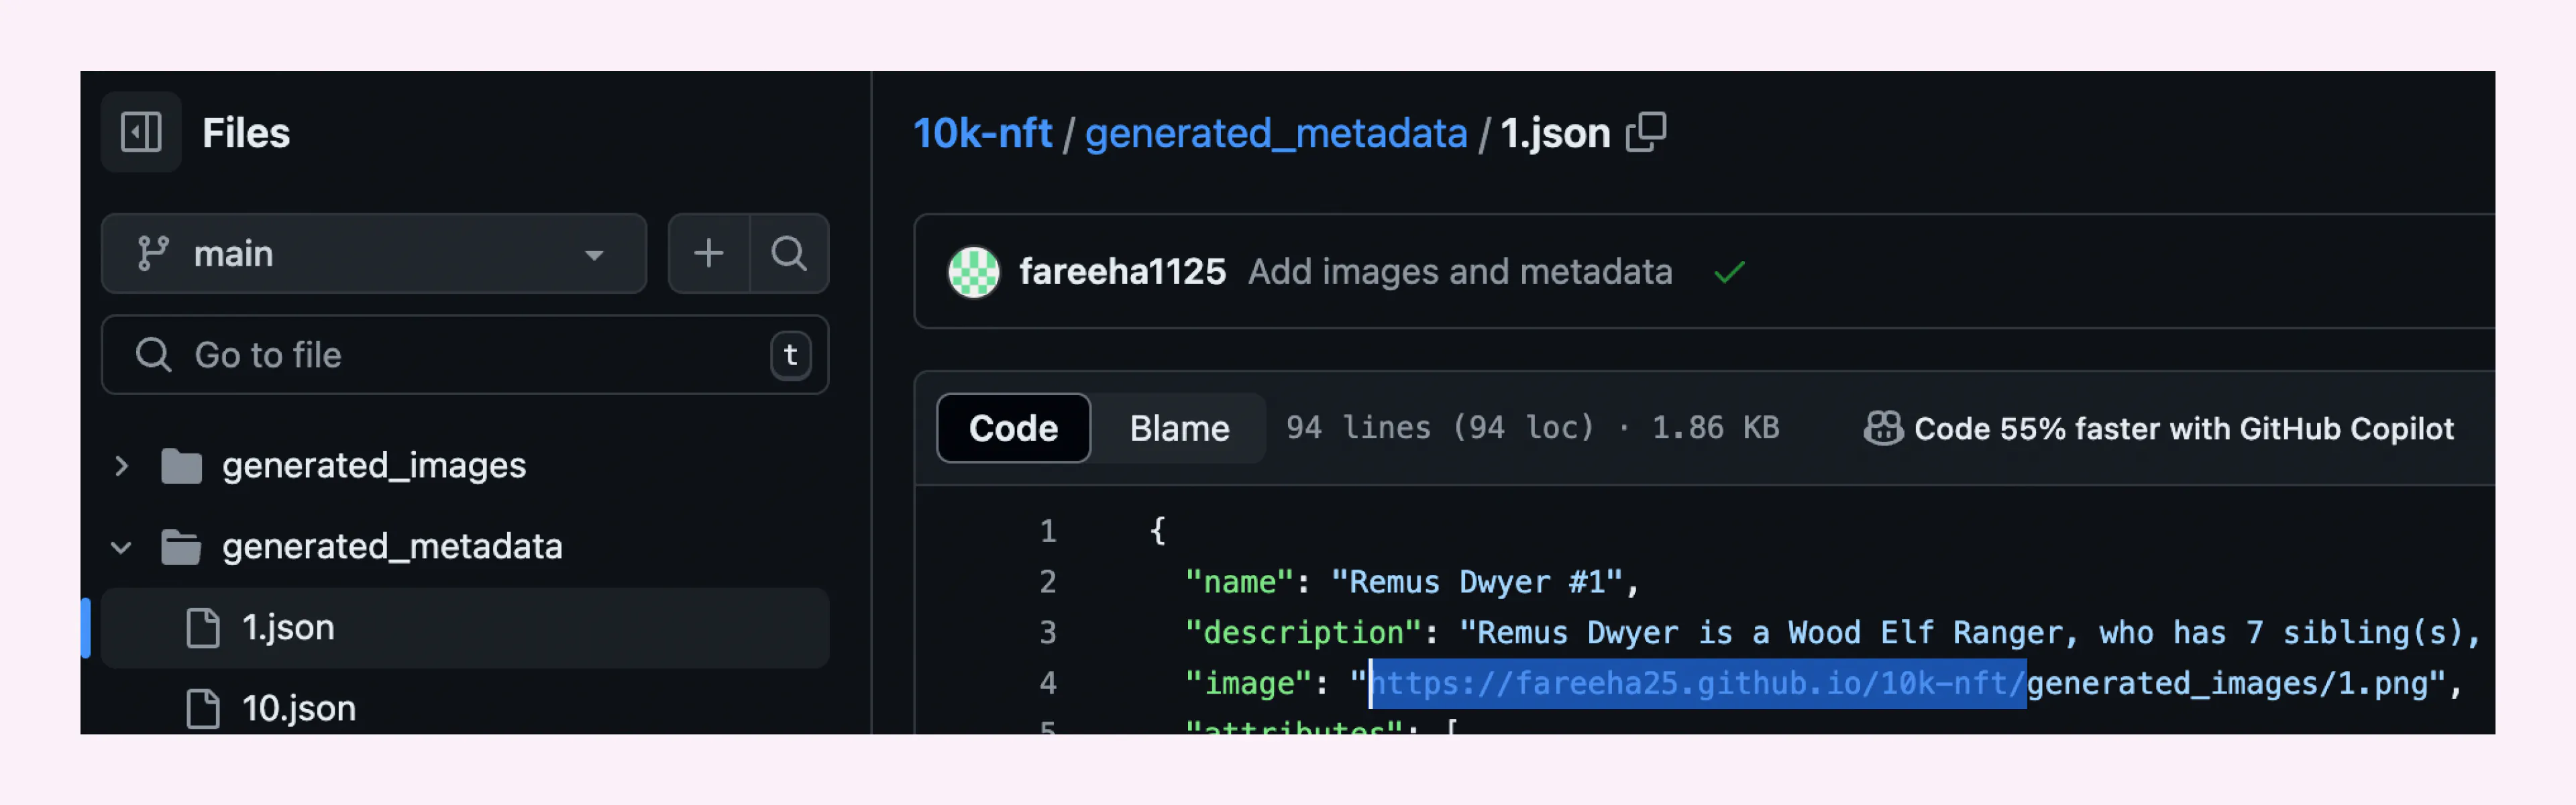 Files
main
Go to file
t
generated_images
generated_metadata
1.json
10.json
10k-nft / generated_metadata / 1.json
fareeha1125 Add images and metadata
Code Blame 94 lines (94 loc) · 1.86 KB Code 55% faster with GitHub Copilot
1 {
2 "name": "Remus Dwyer #1",
3 "description": "Remus Dwyer is a Wood Elf Ranger, who has 7 sibling(s),
4 "image": "https://fareeha25.github.io/10k-nft/generated_images/1.png",
5 "attributes": [